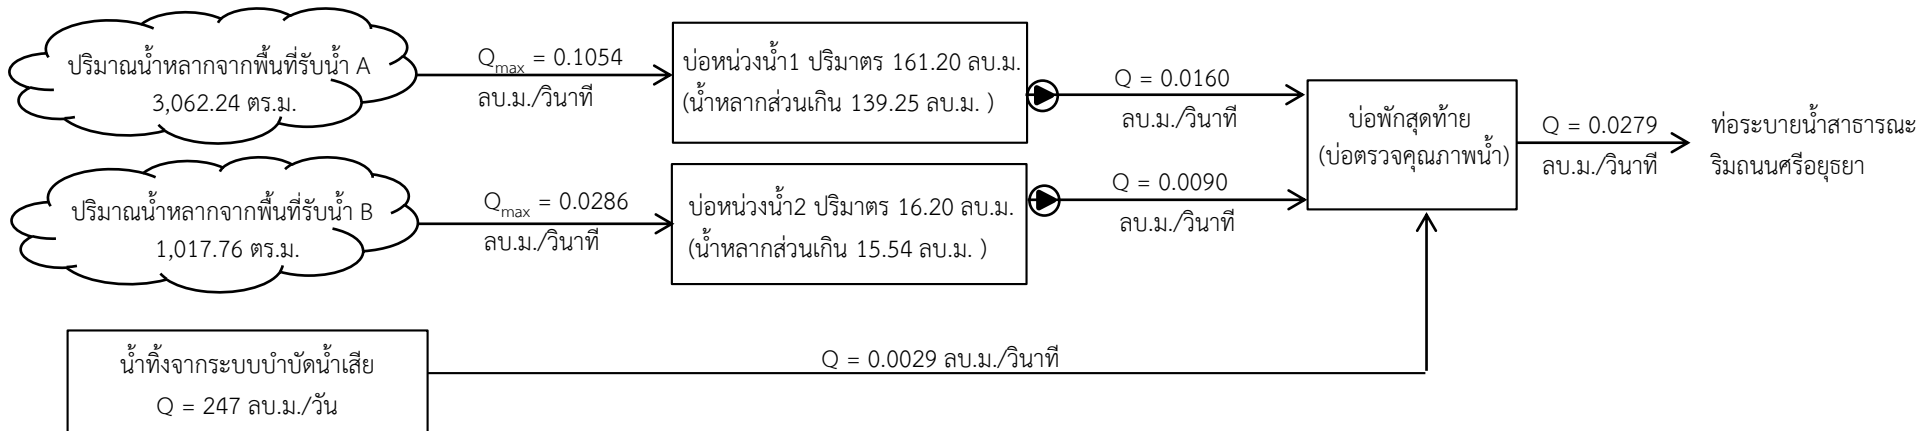 ปริมาณน้ำหลากจากพื้นที่รับน้ำ A
3,062.24 ตร.ม.
Qmax = 0.1054
ลบ.ม./วินาที
บ่อหน่วงน้ำ1 ปริมาตร 161.20 ลบ.ม.
(น้ำหลากส่วนเกิน 139.25 ลบ.ม. )
Q = 0.0160
ลบ.ม./วินาที
บ่อพักสุดท้าย
(บ่อตรวจคุณภาพน้ำ)
Q = 0.0279
ลบ.ม./วินาที
ท่อระบายน้ำสาธารณะ
ริมถนนศรีอยุธยา
ปริมาณน้ำหลากจากพื้นที่รับน้ำ B
1,017.76 ตร.ม.
Qmax = 0.0286
ลบ.ม./วินาที
บ่อหน่วงน้ำ2 ปริมาตร 16.20 ลบ.ม.
(น้ำหลากส่วนเกิน 15.54 ลบ.ม. )
Q = 0.0090
ลบ.ม./วินาที
น้ำทิ้งจากระบบบำบัดน้ำเสีย
Q = 247 ลบ.ม./วัน
Q = 0.0029 ลบ.ม./วินาที